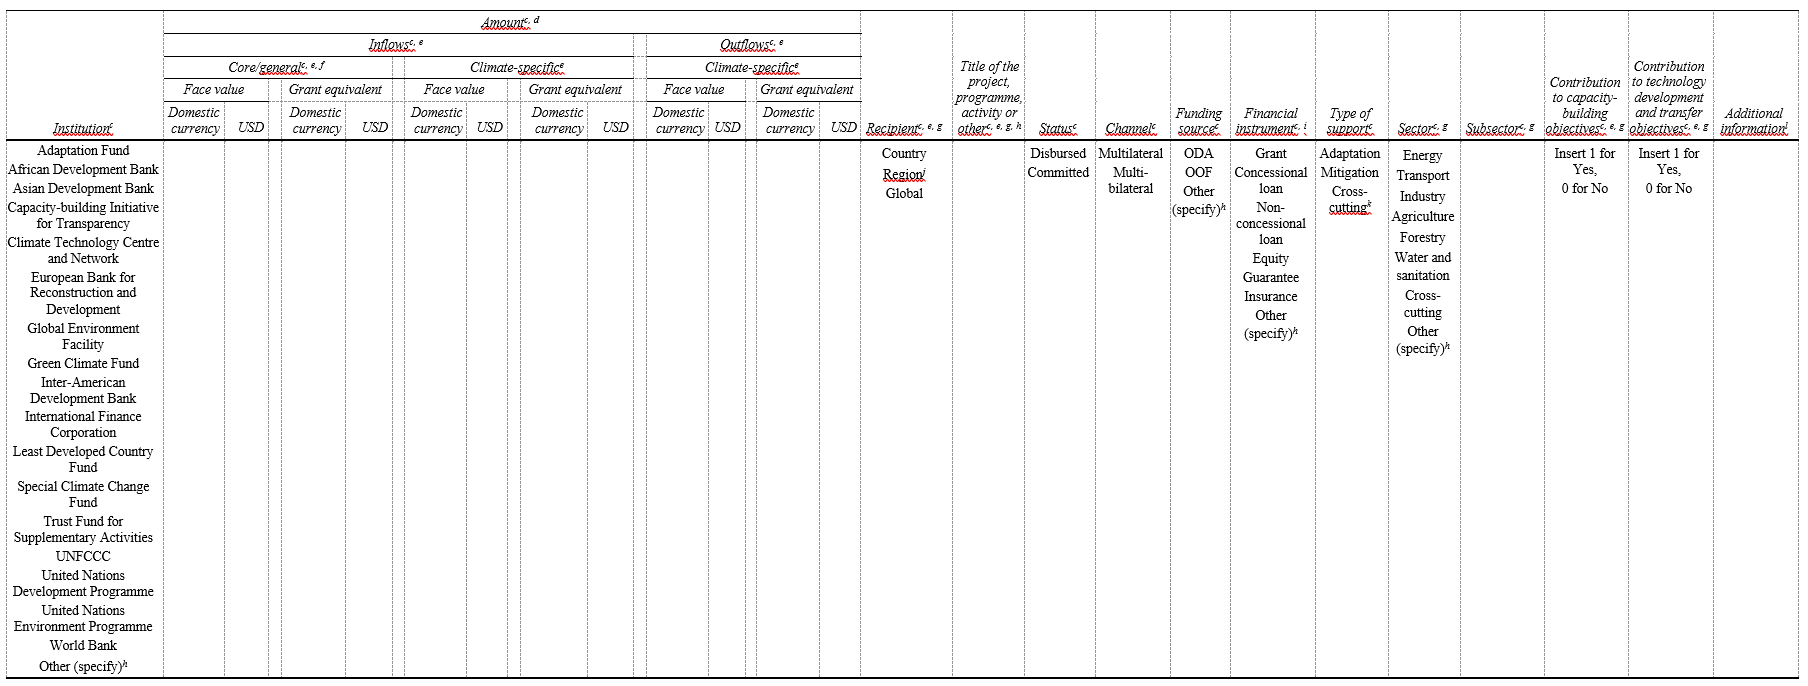 Amountc, d
Inflowsc, e
Outflowsc, e
Core/generalc, e, f
Climate-specifice
Climate-specifice
Face value
Grant equivalent
Face value
Grant equivalent
Face value
Grant equivalent
Institutionc
Domestic
currency
USD
Domestic
currency
USD
Domestic
currency
USD
Domestic
currency
USD
Domestic
currency
USD
Domestic
currency
USD
Recipientc, e, g
Title of the
project,
programme,
activity or
otherc, e, g, h
Statusc
Channelc
Funding
sourcec
Financial
instrumentc, i
Type of
supportc
Sectorc, g
Subsectorc, g
Contribution
to capacity-
building
objectivesc, e, g
Contribution
to technology
development
and transfer
objectivesc, e, g
Additional
informationl
Adaptation Fund
African Development Bank
Asian Development Bank
Capacity-building Initiative
for Transparency
Climate Technology Centre
and Network
European Bank for
Reconstruction and
Development
Global Environment
Facility
Green Climate Fund
Inter-American
Development Bank
International Finance
Corporation
Least Developed Country
Fund
Special Climate Change
Fund
Trust Fund for
Supplementary Activities
UNFCCC
United Nations
Development Programme
United Nations
Environment Programme
World Bank
Other (specify)h
Country
Regionj
Global
Disbursed
Committed
Multilateral
Multi-
bilateral
ODA
OOF
Other
(specify)h
Grant
Concessional
loan
Non-
concessional
loan
Equity
Guarantee
Insurance
Other
(specify)h
Adaptation
Mitigation
Cross-
cuttingk
Energy
Transport
Industry
Agriculture
Forestry
Water and
sanitation
Cross-
cutting
Other
(specify)h
Insert 1 for
Yes,
0 for No
Insert 1 for
Yes,
0 for No